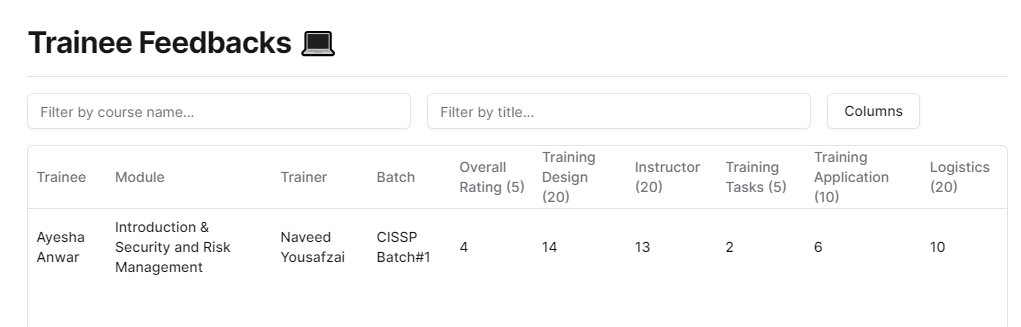 Trainee Feedbacks 💻
Filter by course name...
Filter by title...
Columns
Trainee
Module
Trainer
Batch
Overall
Rating (5)
Training
Design
(20)
Instructor
(20)
Training
Tasks (5)
Training
Application
(10)
Logistics
(20)
Ayesha
Anwar
Introduction &
Security and Risk
Management
Naveed
Yousafzai
CISSP
Batch#1
4
14
13
2
6
10